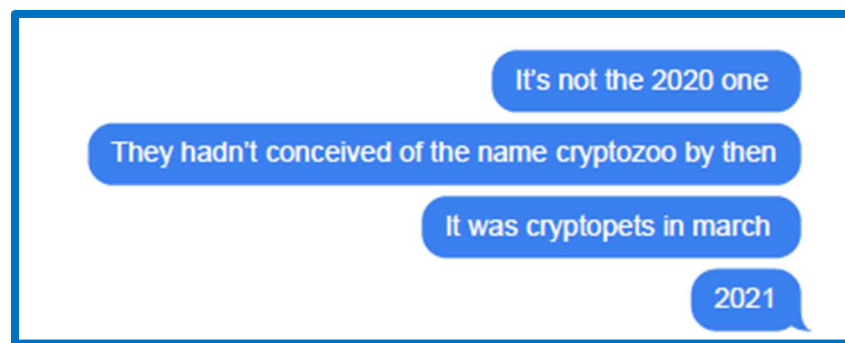 It's not the 2020 one
They hadn't conceived of the name cryptozoo by then
It was cryptopets in march
2021